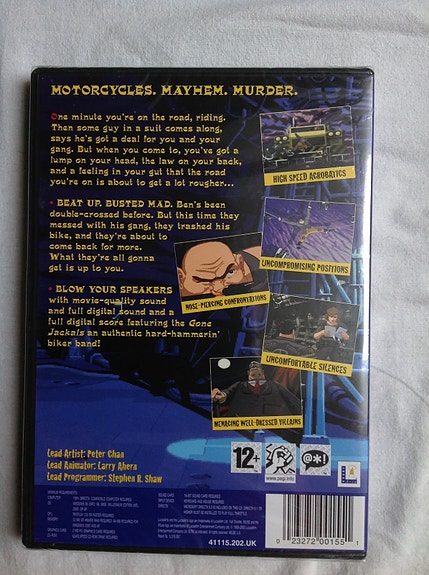 MOTORCYCLES. MAYHEM. MURDER.
One minute you're on the road, riding.
Then some guy in a suit comes along,
says he's got a deal for you and your
gang. But when you come to, you've got a
lump on your head, the law on your back,
and a feeling in your gut that the road
you're on is about to get a lot rougher...
• BEAT UP. BUSTED. MAD. Ben's been
double-crossed before. But this time they
messed with his gang, they trashed his
bike, and they're about to
come back for more.
What they're all gonna
get is up to you.
• BLOW YOUR SPEAKERS
with movie-quality sound
and full digital sound and a
full digital score featuring the Gone
Jackals an authentic hard-hammerin'
biker band!
HIGH SPEED ACROBATICS
UNCOMPROMISING POSITIONS
NOSE-PIERCING CONFRONTATIONS
UNCOMFORTABLE SILENCES
MENACING WELL-DRESSED VILLAINS
Lead Artist: Peter Chan
Lead Animator: Larry Ahern
Lead Programmer: Stephen R. Shaw
12+
www.pegi.info
@*!
41115.202.UK
0 23272 00155 1